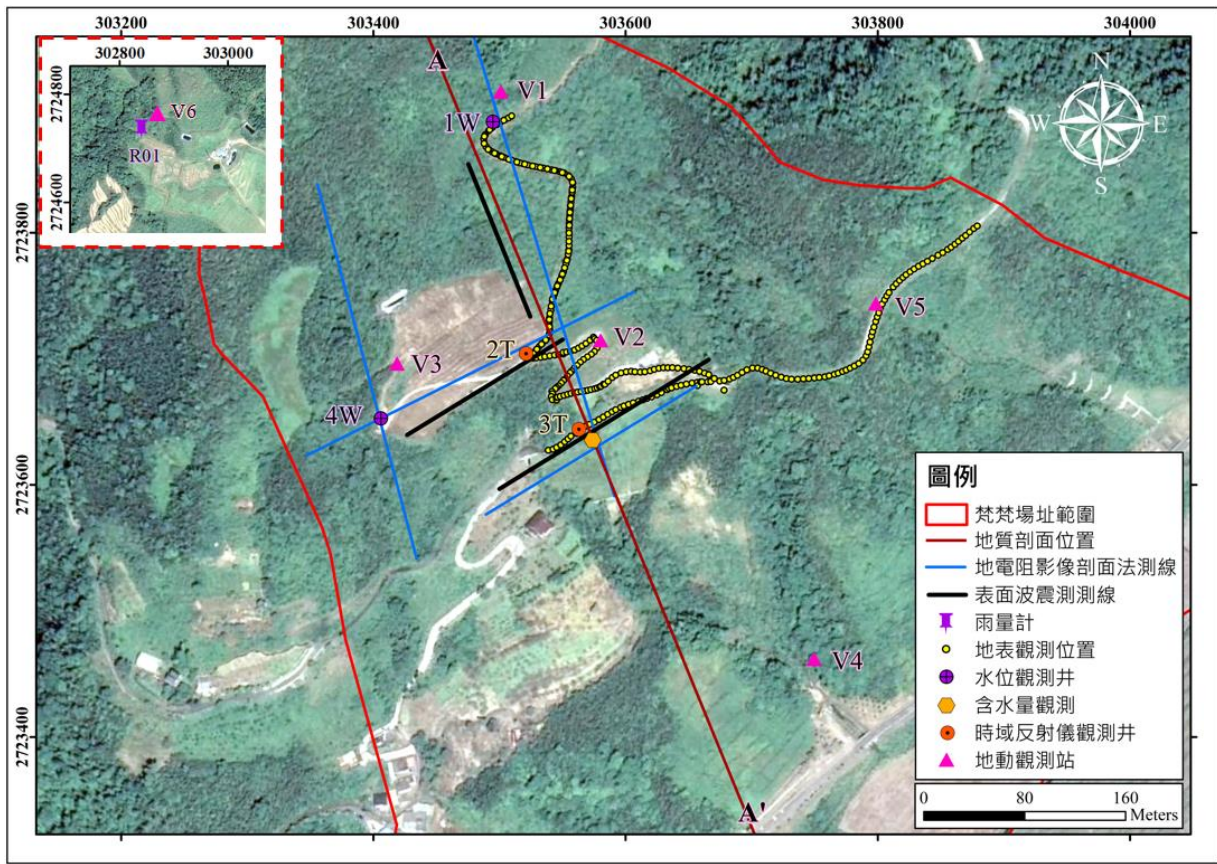 303200 303400 303600 303800 304000
302800 303000
2724800
2724600
V6
R01
2723800
2723600
2723400
A
V1
1W
N
W E
S
V5
V2
2T
V3
4W
3T
V4
A'
圖例
梵梵場址範圍
地質剖面位置
地電阻影像剖面法測線
表面波震測測線
雨量計
地表觀測位置
水位觀測井
含水量觀測
時域反射儀觀測井
地動觀測站
0 80 160
Meters